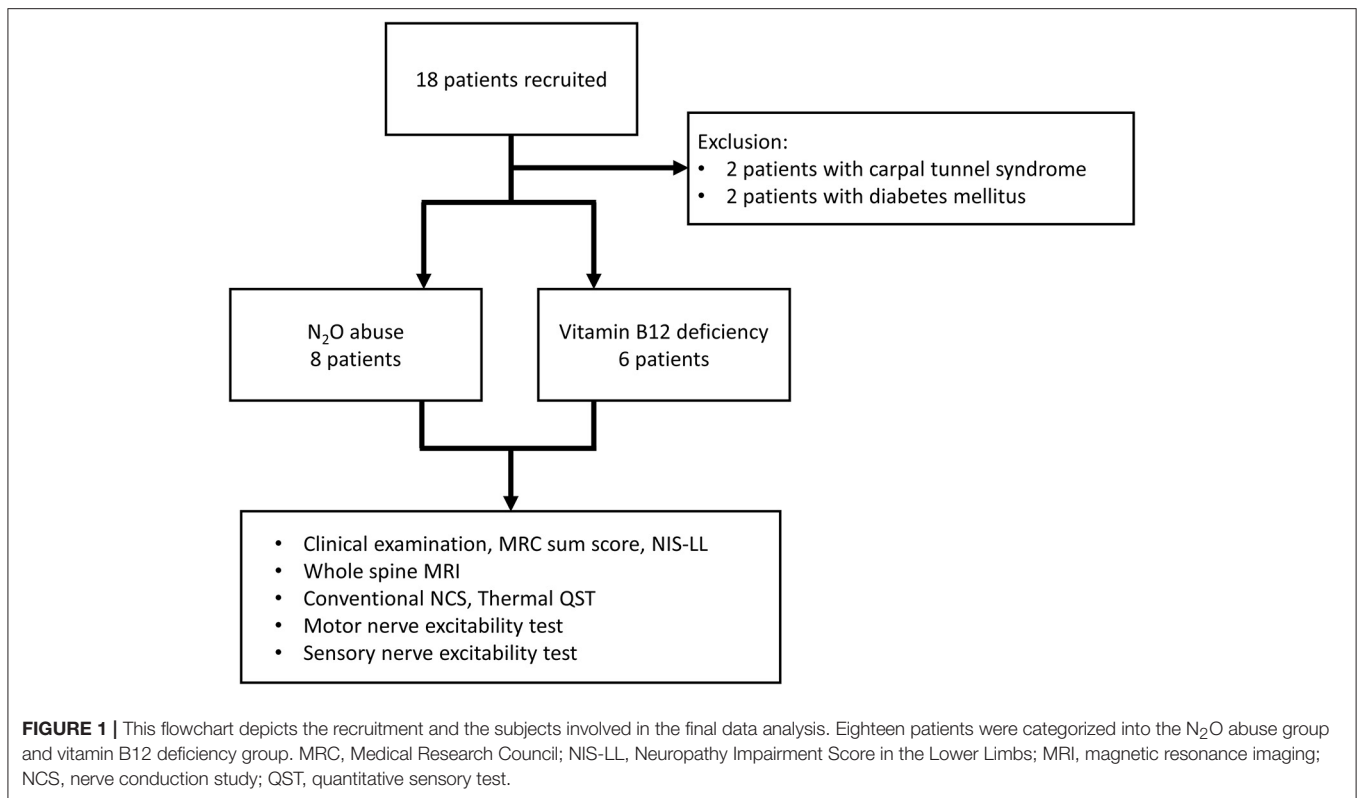 18 patients recruited
Exclusion:
• 2 patients with carpal tunnel syndrome
• 2 patients with diabetes mellitus
N₂O abuse
8 patients
Vitamin B12 deficiency
6 patients
• Clinical examination, MRC sum score, NIS-LL
• Whole spine MRI
• Conventional NCS, Thermal QST
• Motor nerve excitability test
• Sensory nerve excitability test
FIGURE 1 | This flowchart depicts the recruitment and the subjects involved in the final data analysis. Eighteen patients were categorized into the N₂O abuse group
and vitamin B12 deficiency group. MRC, Medical Research Council; NIS-LL, Neuropathy Impairment Score in the Lower Limbs; MRI, magnetic resonance imaging;
NCS, nerve conduction study; QST, quantitative sensory test.